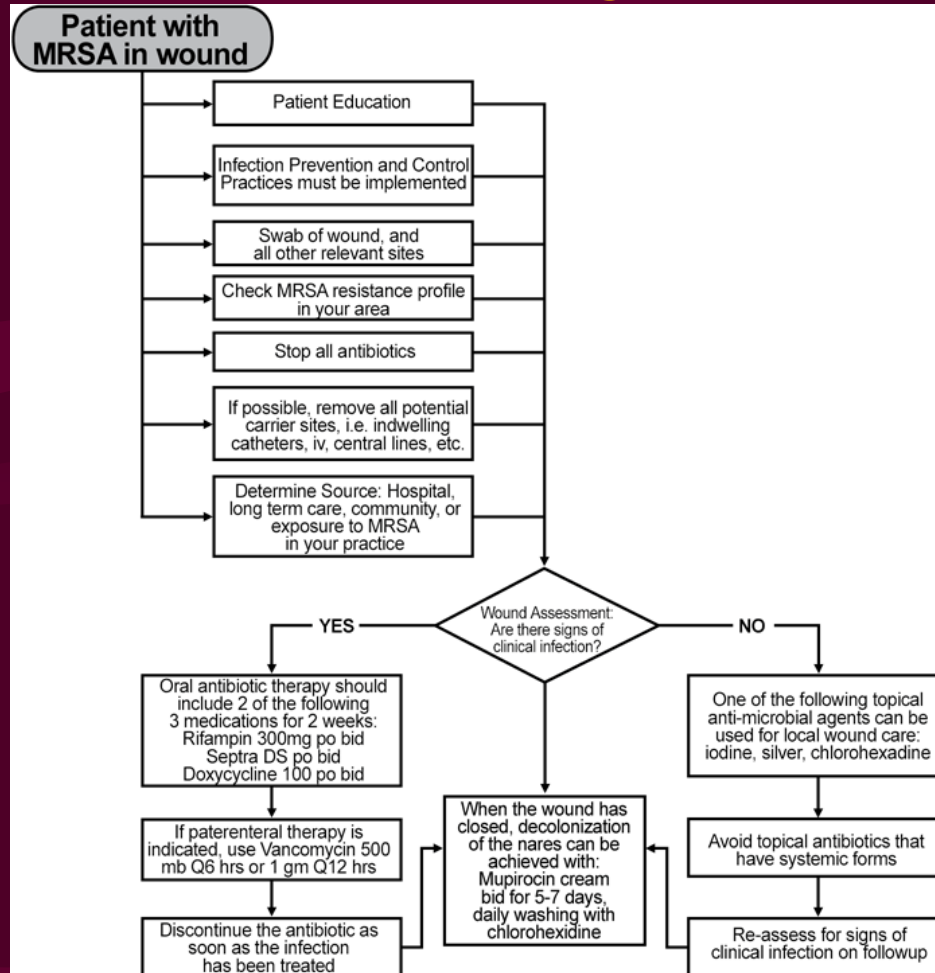 Patient with
MRSA in wound
Patient Education
Infection Prevention and Control
Practices must be implemented
Swab of wound, and
all other relevant sites
Check MRSA resistance profile
in your area
Stop all antibiotics
If possible, remove all potential
carrier sites, i.e. indwelling
catheters, iv, central lines, etc.
Determine Source: Hospital,
long term care, community, or
exposure to MRSA
in your practice
Wound Assessment:
Are there signs of
clinical infection?
YES
NO
Oral antibiotic therapy should
include 2 of the following
3 medications for 2 weeks:
Rifampin 300mg po bid
Septra DS po bid
Doxycycline 100 po bid
If paterenteral therapy is
indicated, use Vancomycin 500
mb Q6 hrs or 1 gm Q12 hrs
Discontinue the antibiotic as
soon as the infection
has been treated
When the wound has
closed, decolonization
of the nares can be
achieved with:
Mupirocin cream
bid for 5-7 days,
daily washing with
chlorohexidine
One of the following topical
anti-microbial agents can be
used for local wound care:
iodine, silver, chlorohexadine
Avoid topical antibiotics that
have systemic forms
Re-assess for signs of
clinical infection on followup